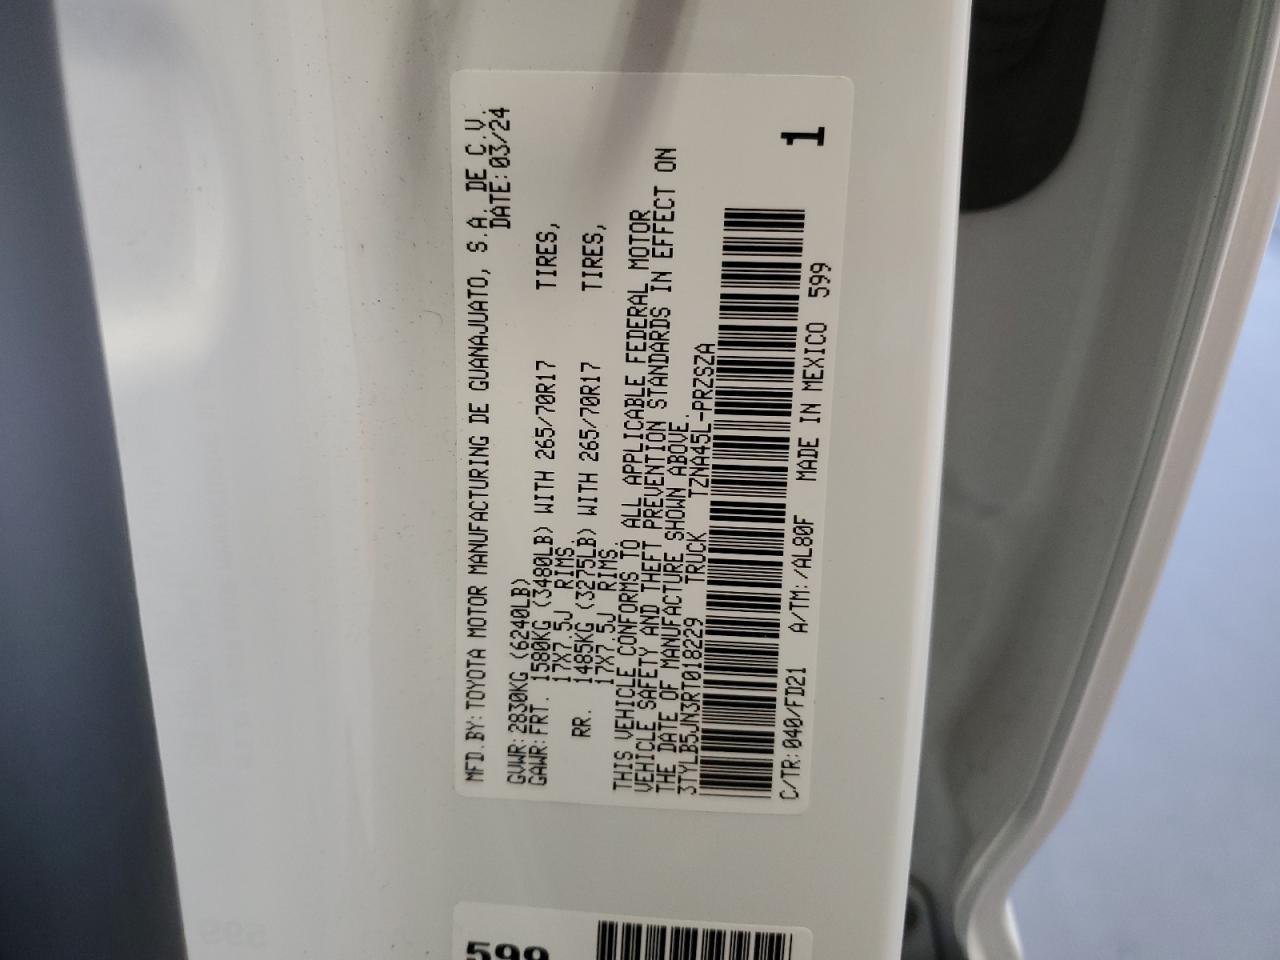 MFD.BY:TOYOTA MOTOR MANUFACTURING DE GUANAJUATO, S.A. DE C.V.
DATE:03/24
GVWR:2830KG (6240LB)
GAWR:FRT. 1580KG (3480LB) WITH 265/70R17 TIRES,
17X7.5J RIMS.
RR. 1485KG (3275LB) WITH 265/70R17 TIRES,
17X7.5J RIMS.
THIS VEHICLE CONFORMS TO ALL APPLICABLE FEDERAL MOTOR
VEHICLE SAFETY AND THEFT PREVENTION STANDARDS IN EFFECT ON
THE DATE OF MANUFACTURE SHOWN ABOVE.
3TYLB5JN3RT018229 TRUCK TZNA45L-PRZSZA
C/TR:040/FD21 A/TM:/AL80F MADE IN MEXICO 599
1
599